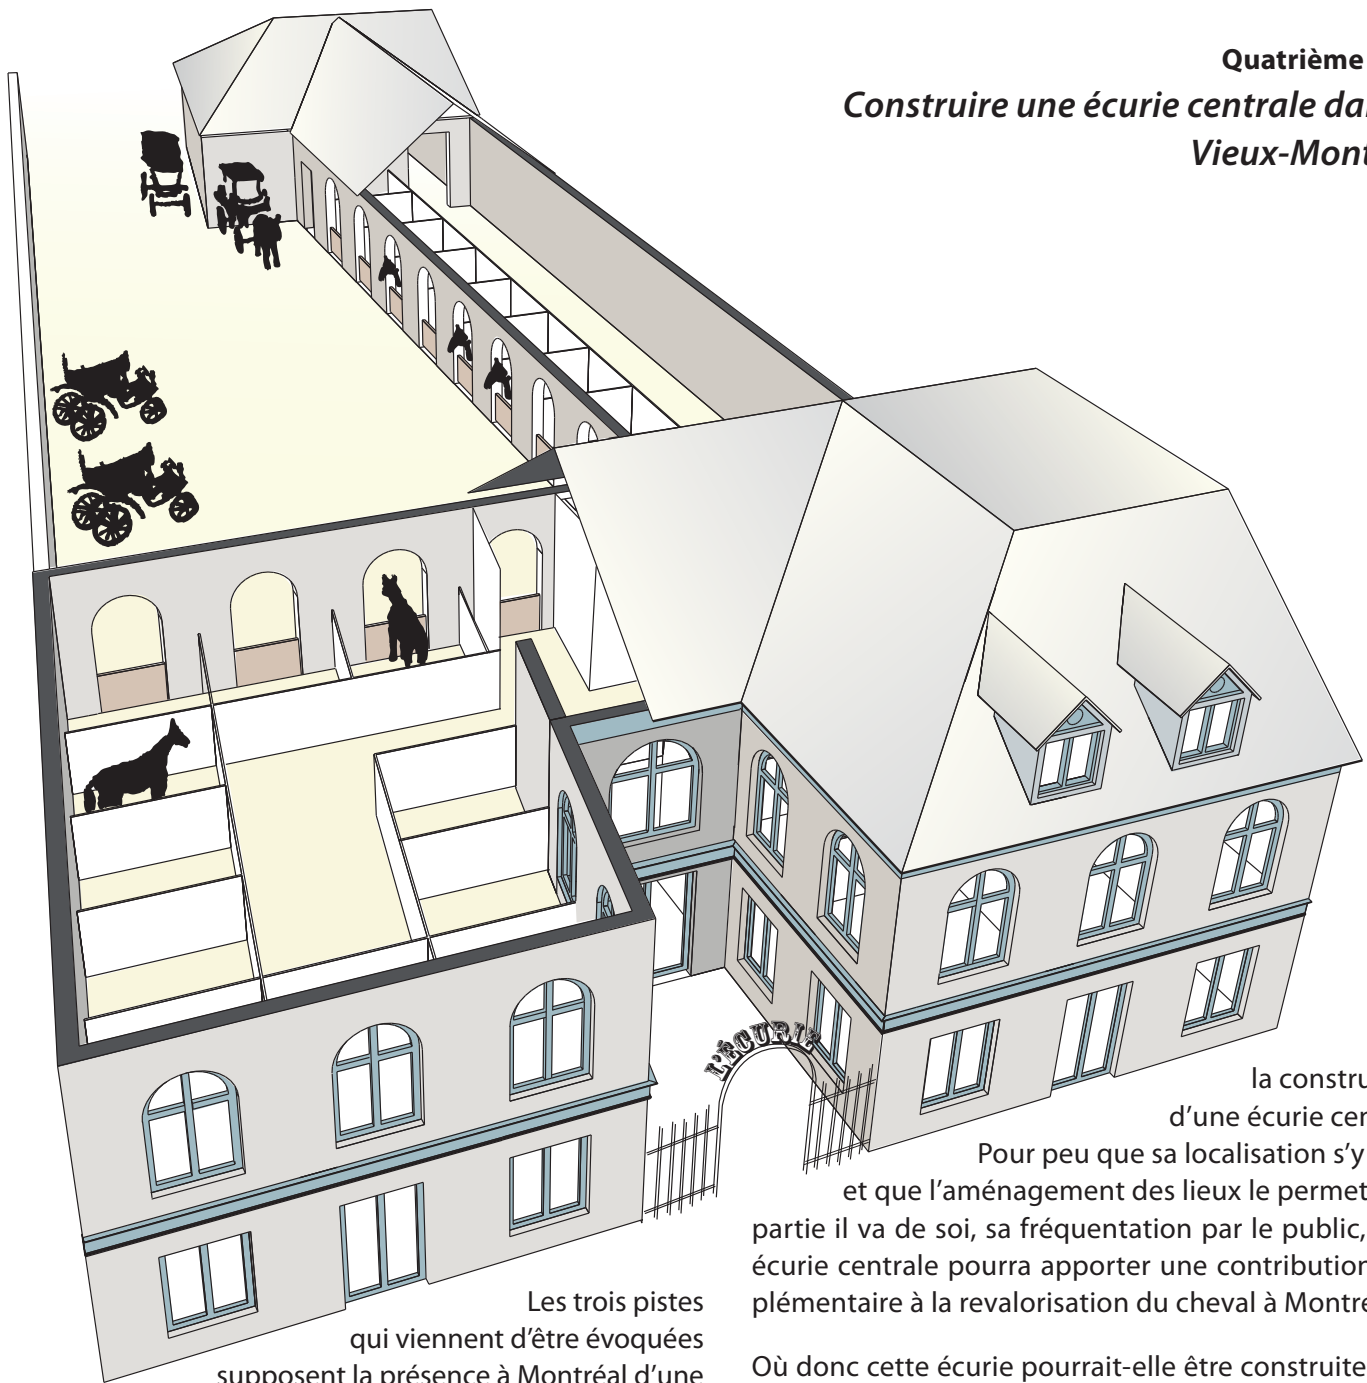 Quatrième
Construire une écurie centrale
Vieux-Mont
L'ÉCURIE
Les trois pistes
qui viennent d'être évoquées
supposent la présence à Montréal d'une
la constru
d'une écurie cen
Pour peu que sa localisation s'y
et que l'aménagement des lieux le permet
partie il va de soi, sa fréquentation par le public,
écurie centrale pourra apporter une contribution
plémentaire à la revalorisation du cheval à Montré
Où donc cette écurie pourrait-elle être construite